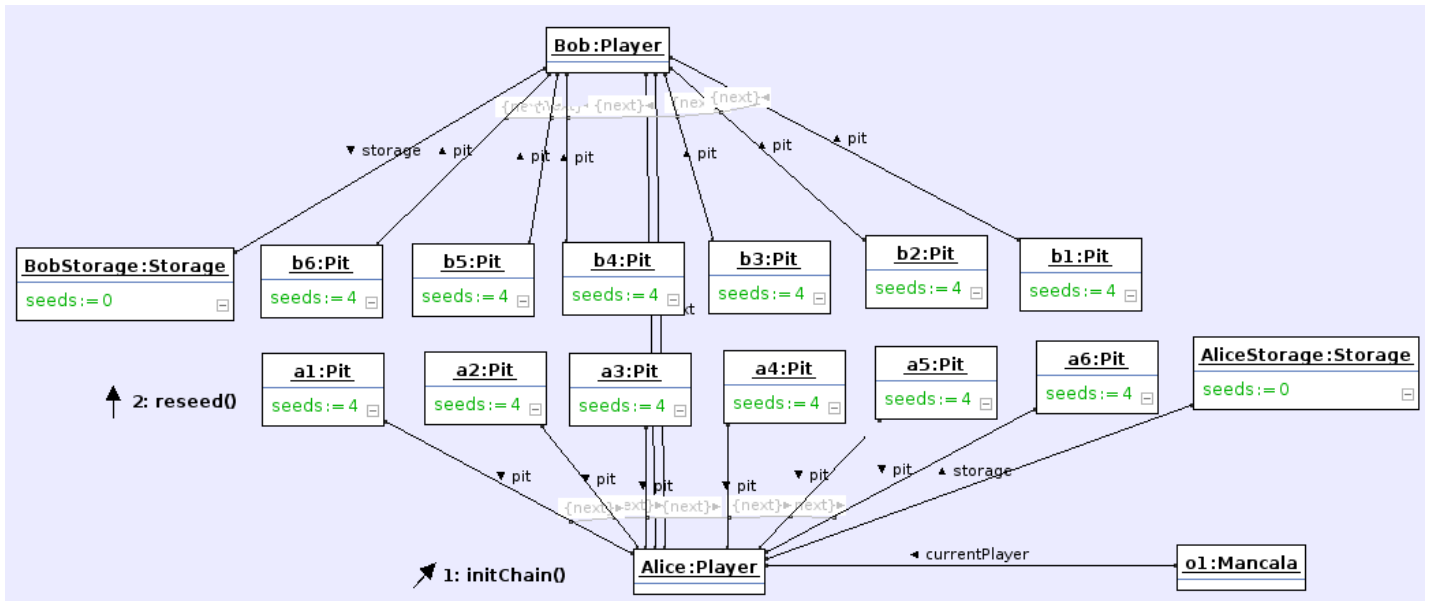 Bob:Player
{next}
{next}
{next}
▼ storage
▲ pit
▲ pit
▲ pit
▲ pit
▲ pit
▲ pit
BobStorage:Storage
seeds:=0
b6:Pit
seeds:=4
b5:Pit
seeds:=4
b4:Pit
seeds:=4
b3:Pit
seeds:=4
b2:Pit
seeds:=4
b1:Pit
seeds:=4
a1:Pit
seeds:=4
a2:Pit
seeds:=4
a3:Pit
seeds:=4
a4:Pit
seeds:=4
a5:Pit
seeds:=4
a6:Pit
seeds:=4
AliceStorage:Storage
seeds:=0
2: reseed()
▼ pit
▼ pit
▼ pit
▼ pit
▼ pit
▼ pit
▲ storage
{next}
{next}
{next}
Alice:Player
◄ currentPlayer
o1:Mancala
1: initChain()